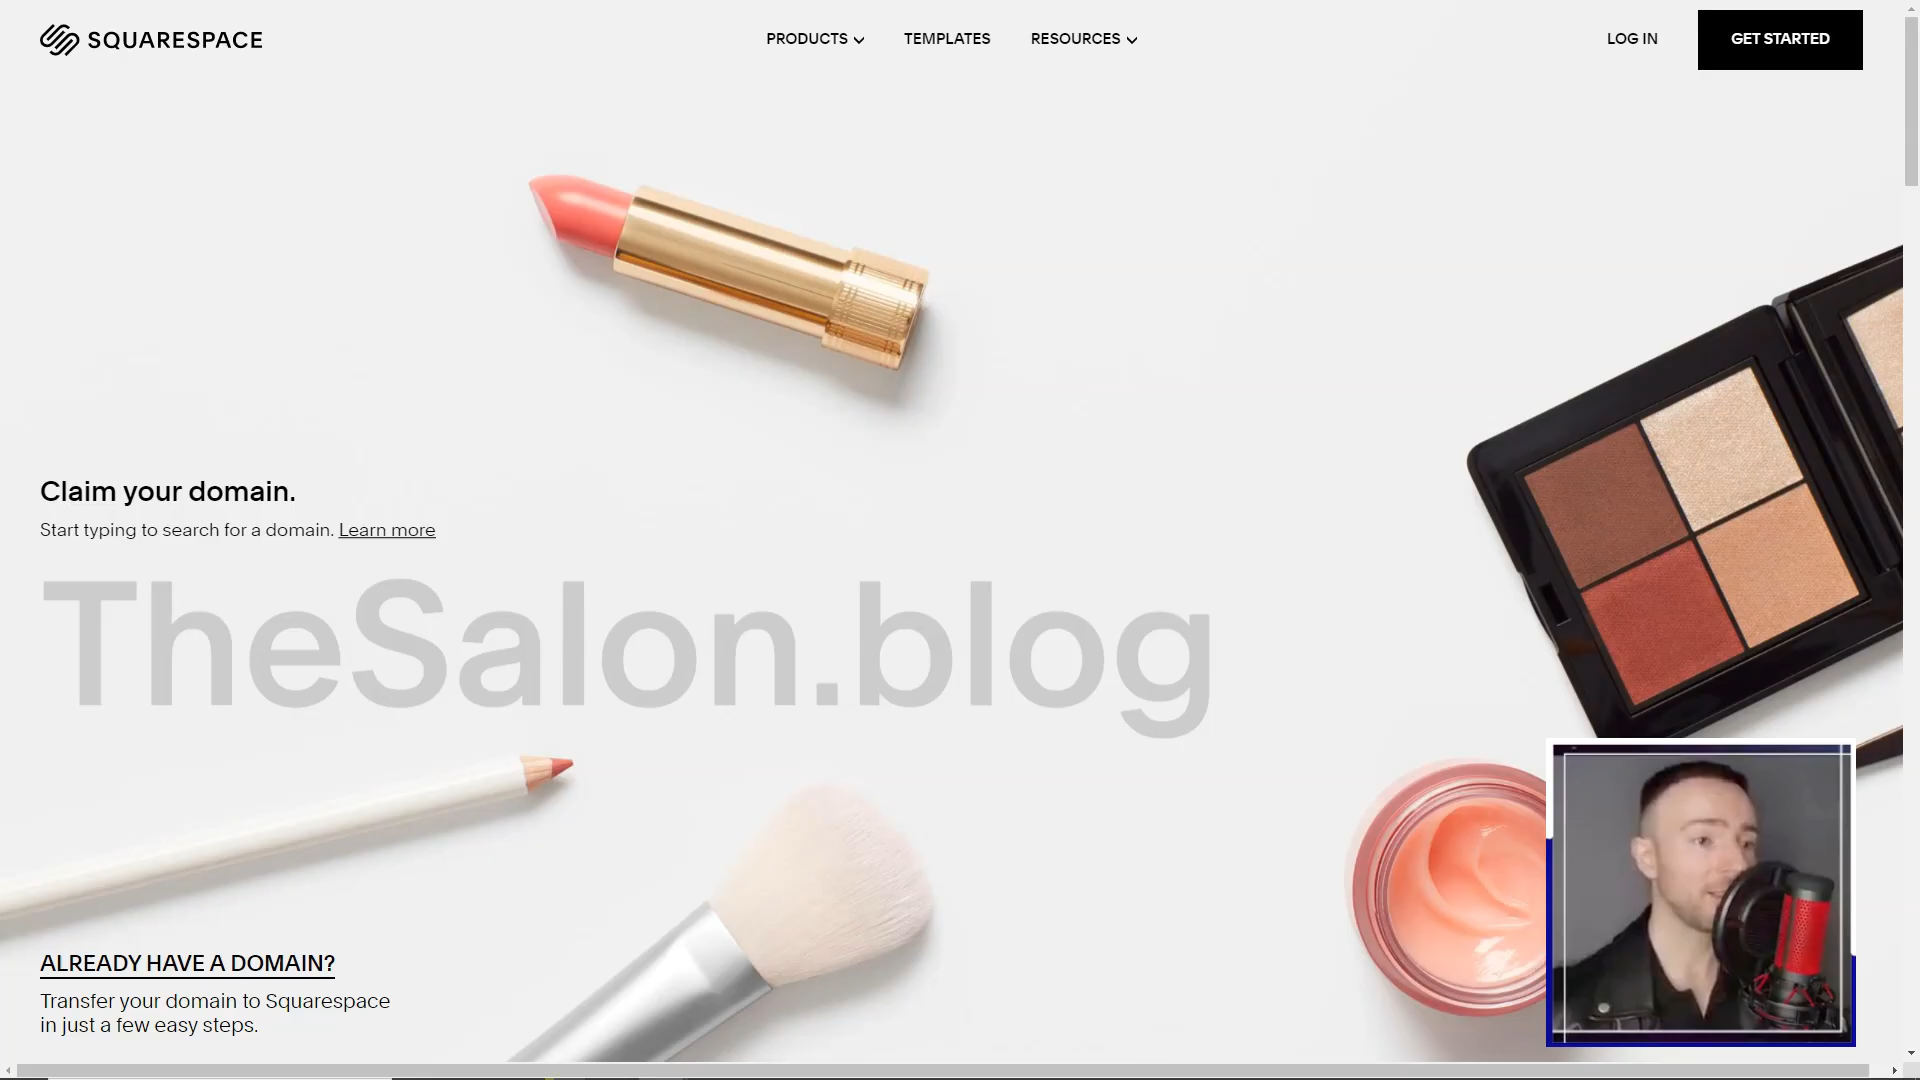 SQUARESPACE
PRODUCTS
TEMPLATES
RESOURCES
LOG IN
GET STARTED
Claim your domain.
Start typing to search for a domain. Learn more
TheSalon.blog
ALREADY HAVE A DOMAIN?
Transfer your domain to Squarespace
in just a few easy steps.